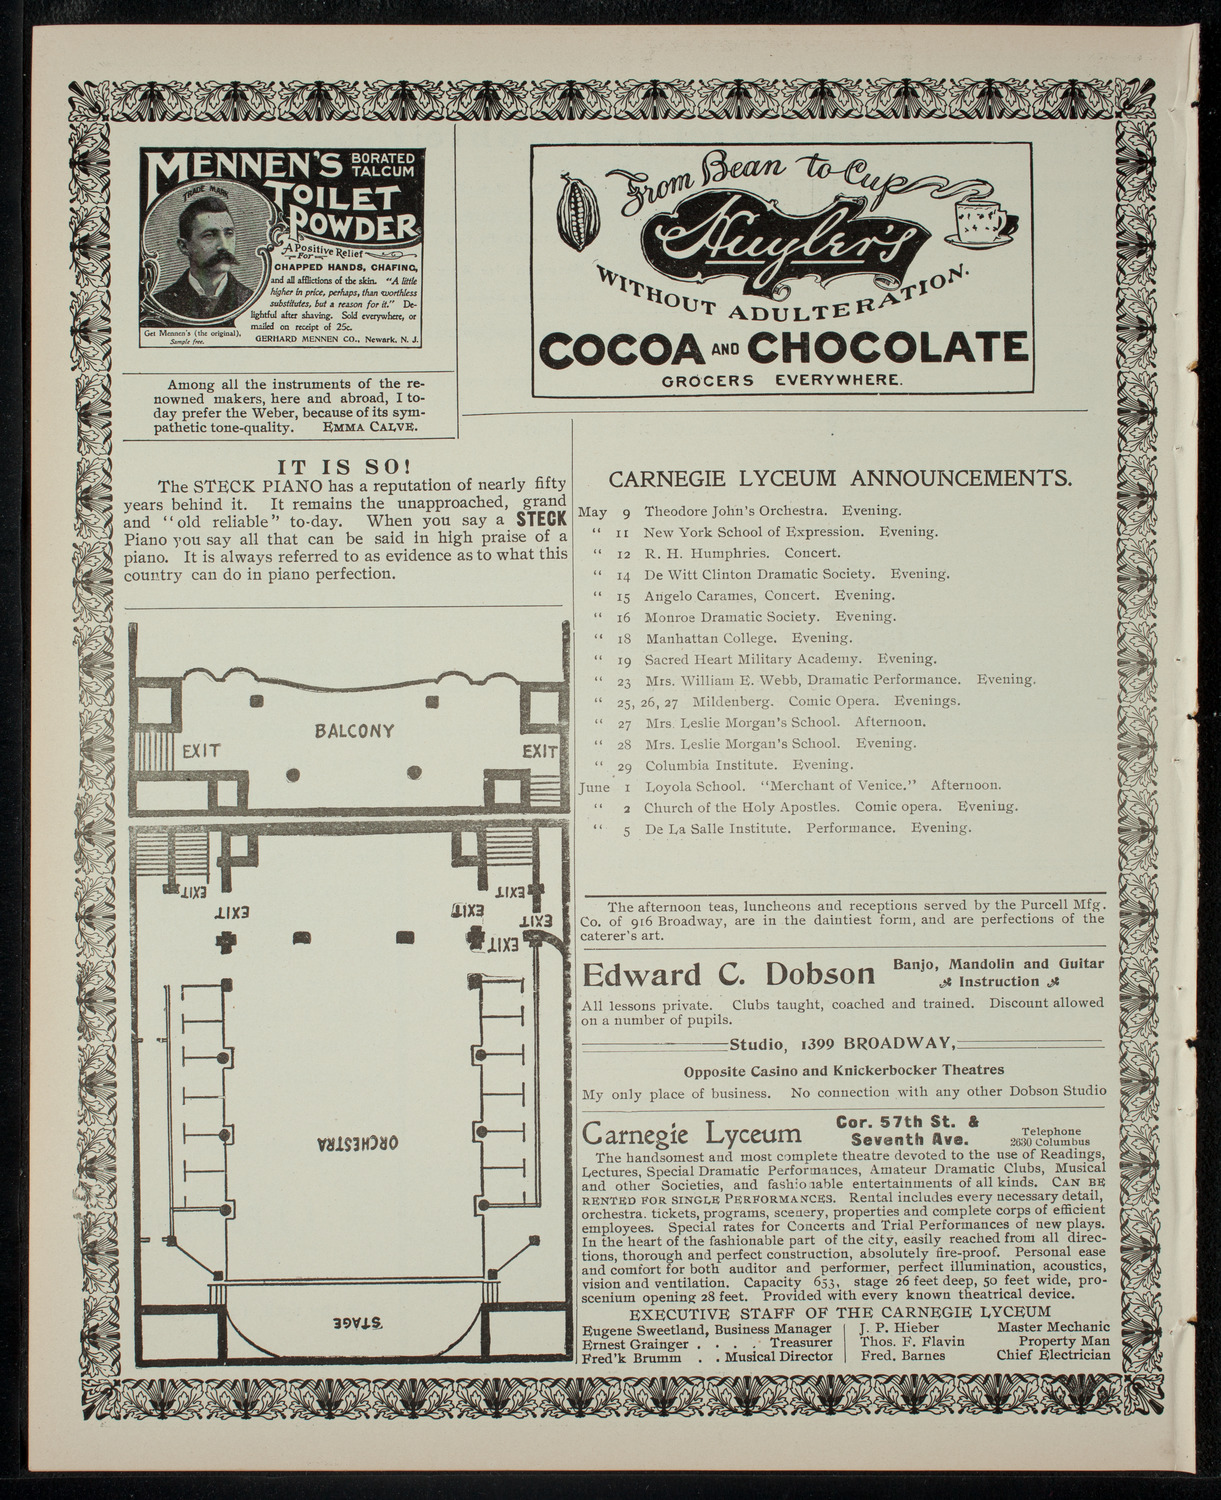 MENNEN'S BORATED TALCUM
TOILET
POWDER
TRADE MARK
A Positive Relief
For
CHAPPED HANDS, CHAFING,
and all afflictions of the skin. "A little
higher in price, perhaps, than worthless
substitutes, but a reason for it." De-
lightful after shaving. Sold everywhere, or
mailed on receipt of 25c.
Get Mennen's (the original).
Sample free.
GERHARD MENNEN CO., Newark, N. J.
From Bean to Cup
Huyler's
WITHOUT ADULTERATION.
COCOA AND CHOCOLATE
GROCERS EVERYWHERE.
Among all the instruments of the re-
nowned makers, here and abroad, I to-
day prefer the Weber, because of its sym-
pathetic tone-quality. EMMA CALVE.
IT IS SO!
The STECK PIANO has a reputation of nearly fifty
years behind it. It remains the unapproached, grand
and "old reliable" to-day. When you say a STECK
Piano you say all that can be said in high praise of a
piano. It is always referred to as evidence as to what this
country can do in piano perfection.
BALCONY
EXIT
EXIT
EXIT
EXIT
EXIT
EXIT
EXIT
EXIT
ORCHESTRA
STAGE
CARNEGIE LYCEUM ANNOUNCEMENTS.
May 9 Theodore John's Orchestra. Evening.
" 11 New York School of Expression. Evening.
" 12 R. H. Humphries. Concert.
" 14 De Witt Clinton Dramatic Society. Evening.
" 15 Angelo Carames, Concert. Evening.
" 16 Monroe Dramatic Society. Evening.
" 18 Manhattan College. Evening.
" 19 Sacred Heart Military Academy. Evening.
" 23 Mrs. William E. Webb, Dramatic Performance. Evening.
" 25, 26, 27 Mildenberg. Comic Opera. Evenings.
" 27 Mrs. Leslie Morgan's School. Afternoon.
" 28 Mrs. Leslie Morgan's School. Evening.
" 29 Columbia Institute. Evening.
June 1 Loyola School. "Merchant of Venice." Afternoon.
" 2 Church of the Holy Apostles. Comic opera. Evening.
" 5 De La Salle Institute. Performance. Evening.
The afternoon teas, luncheons and receptions served by the Purcell Mfg.
Co. of 916 Broadway, are in the daintiest form, and are perfections of the
caterer's art.
Edward C. Dobson Banjo, Mandolin and Guitar
Instruction
All lessons private. Clubs taught, coached and trained. Discount allowed
on a number of pupils.
Studio, 1399 BROADWAY,
Opposite Casino and Knickerbocker Theatres
My only place of business. No connection with any other Dobson Studio
Carnegie Lyceum Cor. 57th St. & Seventh Ave. Telephone 2630 Columbus
The handsomest and most complete theatre devoted to the use of Readings,
Lectures, Special Dramatic Performances, Amateur Dramatic Clubs, Musical
and other Societies, and fashionable entertainments of all kinds. CAN BE
RENTED FOR SINGLE PERFORMANCES. Rental includes every necessary detail,
orchestra. tickets, programs, scenery, properties and complete corps of efficient
employees. Special rates for Concerts and Trial Performances of new plays.
In the heart of the fashionable part of the city, easily reached from all direc-
tions, thorough and perfect construction, absolutely fire-proof. Personal ease
and comfort for both auditor and performer, perfect illumination, acoustics,
vision and ventilation. Capacity 653, stage 26 feet deep, 50 feet wide, pro-
scenium opening 28 feet. Provided with every known theatrical device.
EXECUTIVE STAFF OF THE CARNEGIE LYCEUM
Eugene Sweetland, Business Manager
Ernest Grainger . . . . Treasurer
Fred'k Brumm . . Musical Director
J. P. Hieber Master Mechanic
Thos. F. Flavin Property Man
Fred. Barnes Chief Electrician